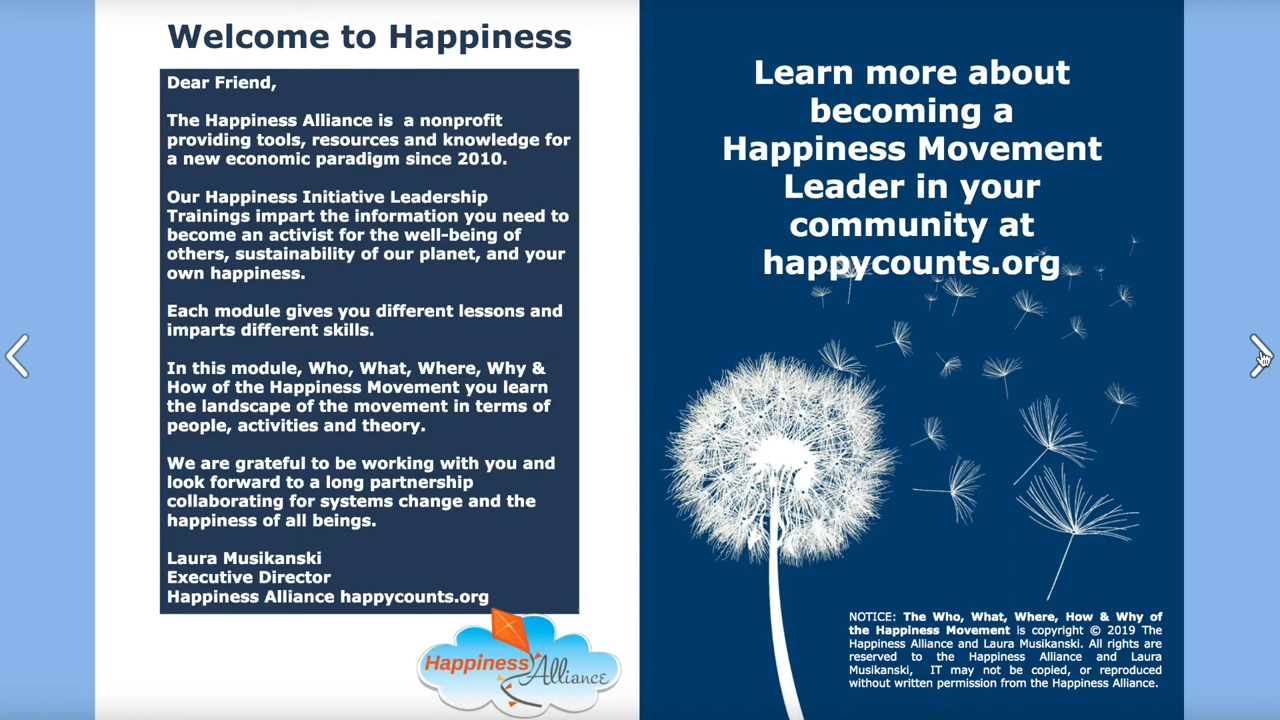 Welcome to Happiness
Dear Friend,
The Happiness Alliance is a nonprofit
providing tools, resources and knowledge for
a new economic paradigm since 2010.
Our Happiness Initiative Leadership
Trainings impart the information you need to
become an activist for the well-being of
others, sustainability of our planet, and your
own happiness.
Each module gives you different lessons and
imparts different skills.
In this module, Who, What, Where, Why &
How of the Happiness Movement you learn
the landscape of the movement in terms of
people, activities and theory.
We are grateful to be working with you and
look forward to a long partnership
collaborating for systems change and the
happiness of all beings.
Laura Musikanski
Executive Director
Happiness Alliance happycounts.org
Happiness Alliance
Learn more about
becoming a
Happiness Movement
Leader in your
community at
happycounts.org
NOTICE: The Who, What, Where, How & Why of
the Happiness Movement is copyright © 2019 The
Happiness Alliance and Laura Musikanski. All rights are
reserved to the Happiness Alliance and Laura
Musikanski, IT may not be copied, or reproduced
without written permission from the Happiness Alliance.